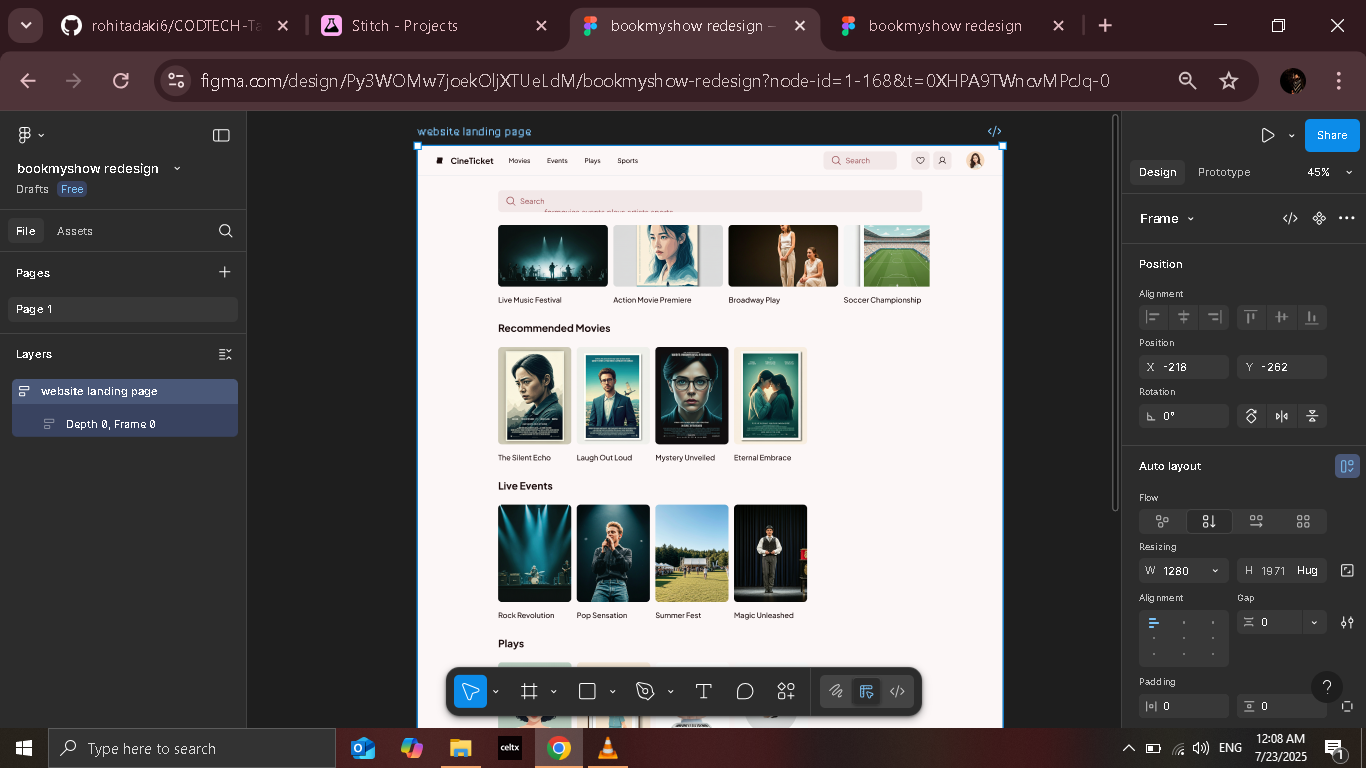 rohitadaki6/CODTECH-Ta
Stitch - Projects
bookmyshow redesign –
bookmyshow redesign
figma.com/design/Py3WOMw7joekOljXTUeLdM/bookmyshow-redesign?node-id=1-168&t=0XHPA9TWncvMPcJq-0
bookmyshow redesign
Drafts Free
File Assets
Pages
Page 1
Layers
website landing page
Depth 0, Frame 0
website landing page
CineTicket Movies Events Plays Sports Search
Search
Live Music Festival Action Movie Premiere Broadway Play Soccer Championship
Recommended Movies
The Silent Echo Laugh Out Loud Mystery Unveiled Eternal Embrace
Live Events
Rock Revolution Pop Sensation Summer Fest Magic Unleashed
Plays
Share
Design Prototype 45%
Frame
Position
Alignment
Position
X -218 Y -262
Rotation
0°
Auto layout
Flow
Resizing
W 1280 H 1971 Hug
Alignment Gap
0
Padding
0 0
?
Type here to search
celtx
ENG
12:08 AM
7/23/2025
1